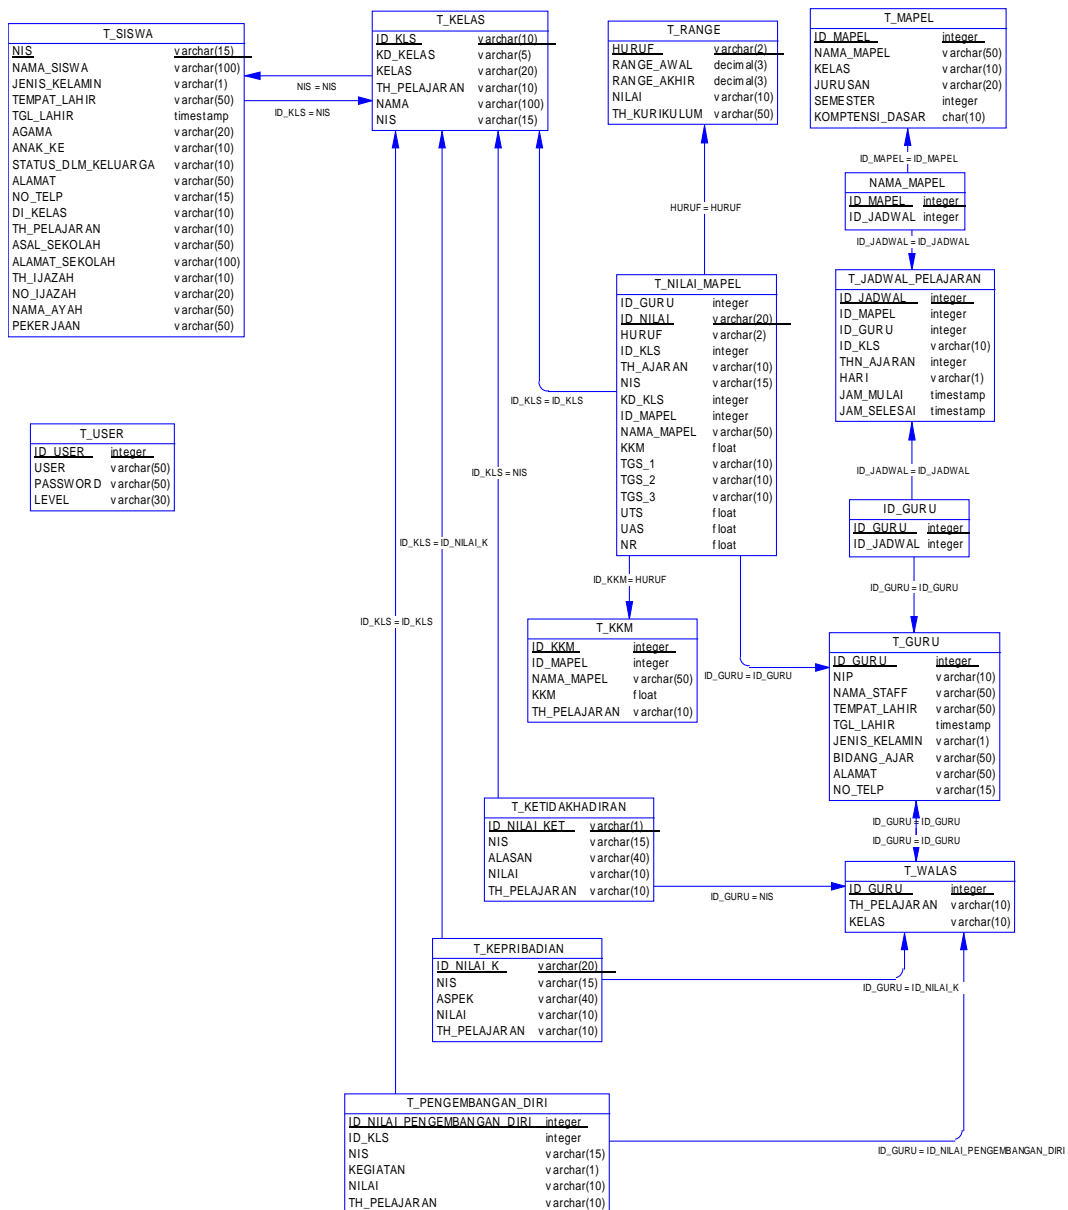 T_SISWA
NIS varchar(15)
NAMA_SISWA varchar(100)
JENIS_KELAMIN varchar(1)
TEMPAT_LAHIR varchar(50)
TGL_LAHIR timestamp
AGAMA varchar(20)
ANAK_KE varchar(10)
STATUS_DLM_KELUARGA varchar(10)
ALAMAT varchar(50)
NO_TELP varchar(15)
DI_KELAS varchar(10)
TH_PELAJARAN varchar(10)
ASAL_SEKOLAH varchar(50)
ALAMAT_SEKOLAH varchar(100)
TH_IJAZAH varchar(10)
NO_IJAZAH varchar(20)
NAMA_AYAH varchar(50)
PEKERJAAN varchar(50)
NIS = NIS
ID_KLS = NIS
T_KELAS
ID_KLS varchar(10)
KD_KELAS varchar(5)
KELAS varchar(20)
TH_PELAJARAN varchar(10)
NAMA varchar(100)
NIS varchar(15)
T_RANGE
HURUF varchar(2)
RANGE_AWAL decimal(3)
RANGE_AKHIR decimal(3)
NILAI varchar(10)
TH_KURIKULUM varchar(50)
T_MAPEL
ID_MAPEL integer
NAMA_MAPEL varchar(50)
KELAS varchar(10)
JURUSAN varchar(20)
SEMESTER integer
KOMPTENSI_DASAR char(10)
ID_MAPEL = ID_MAPEL
NAMA_MAPEL
ID_MAPEL integer
ID_JADWAL integer
ID_JADWAL = ID_JADWAL
HURUF = HURUF
T_JADWAL_PELAJARAN
ID_JADWAL integer
ID_MAPEL integer
ID_GURU integer
ID_KLS varchar(10)
THN_AJARAN integer
HARI varchar(1)
JAM_MULAI timestamp
JAM_SELESAI timestamp
T_NILAI_MAPEL
ID_GURU integer
ID_NILAI varchar(20)
HURUF varchar(2)
ID_KLS integer
TH_AJARAN varchar(10)
NIS varchar(15)
KD_KLS integer
ID_MAPEL integer
NAMA_MAPEL varchar(50)
KKM float
TGS_1 varchar(10)
TGS_2 varchar(10)
TGS_3 varchar(10)
UTS float
UAS float
NR float
ID_KLS = ID_KLS
T_USER
ID_USER integer
USER varchar(50)
PASSWORD varchar(50)
LEVEL varchar(30)
ID_KLS = NIS
ID_JADWAL = ID_JADWAL
ID_GURU
ID_GURU integer
ID_JADWAL integer
ID_KLS = ID_NILAI_K
ID_KKM = HURUF
ID_GURU = ID_GURU
ID_KLS = ID_KLS
T_KKM
ID_KKM integer
ID_MAPEL integer
NAMA_MAPEL varchar(50)
KKM float
TH_PELAJARAN varchar(10)
ID_GURU = ID_GURU
T_GURU
ID_GURU integer
NIP varchar(10)
NAMA_STAFF varchar(50)
TEMPAT_LAHIR varchar(50)
TGL_LAHIR timestamp
JENIS_KELAMIN varchar(1)
BIDANG_AJAR varchar(50)
ALAMAT varchar(50)
NO_TELP varchar(15)
ID_GURU = ID_GURU
ID_GURU = ID_GURU
T_KETIDAKHADIRAN
ID_NILAI_KET varchar(1)
NIS varchar(15)
ALASAN varchar(40)
NILAI varchar(10)
TH_PELAJARAN varchar(10)
ID_GURU = NIS
T_WALAS
ID_GURU integer
TH_PELAJARAN varchar(10)
KELAS varchar(10)
T_KEPRIBADIAN
ID_NILAI_K varchar(20)
NIS varchar(15)
ASPEK varchar(40)
NILAI varchar(10)
TH_PELAJARAN varchar(10)
ID_GURU = ID_NILAI_K
T_PENGEMBANGAN_DIRI
ID_NILAI_PENGEMBANGAN_DIRI integer
ID_KLS integer
NIS varchar(15)
KEGIATAN varchar(1)
NILAI varchar(10)
TH_PELAJARAN varchar(10)
ID_GURU = ID_NILAI_PENGEMBANGAN_DIRI